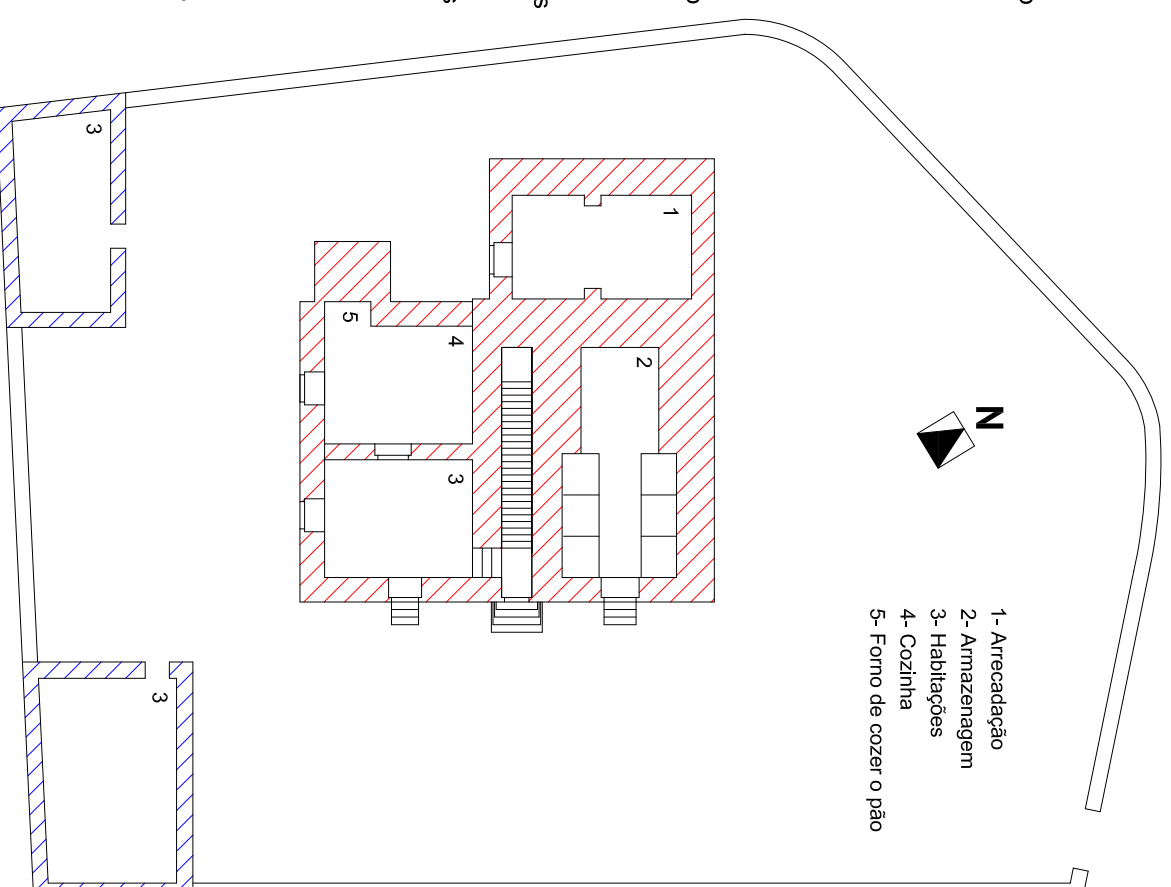 N
1- Arrecadação
2- Armazenagem
3- Habitações
4- Cozinha
5- Forno de cozer o pão
1
2
3
4
5
3
3